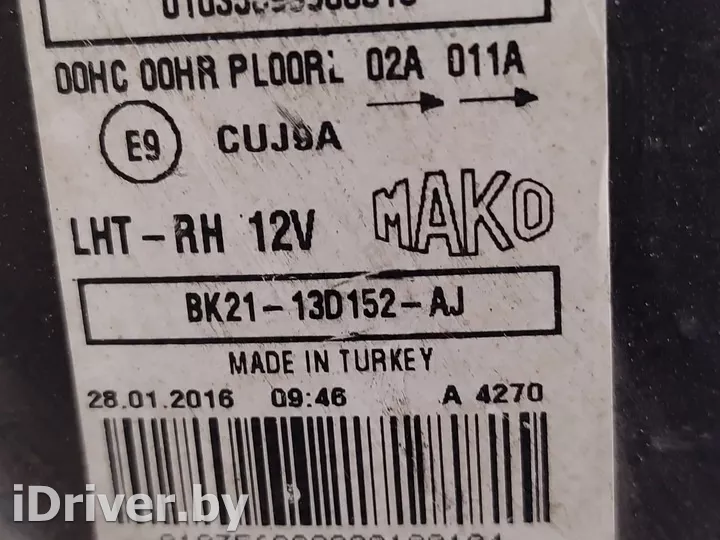 00HC 00HR PL00RL 02A 011A
E9 CUJ9A
LHT-RH 12V MAKO
BK21-13D152-AJ
MADE IN TURKEY
28.01.2016 09:46 A 4270
iDriver.by